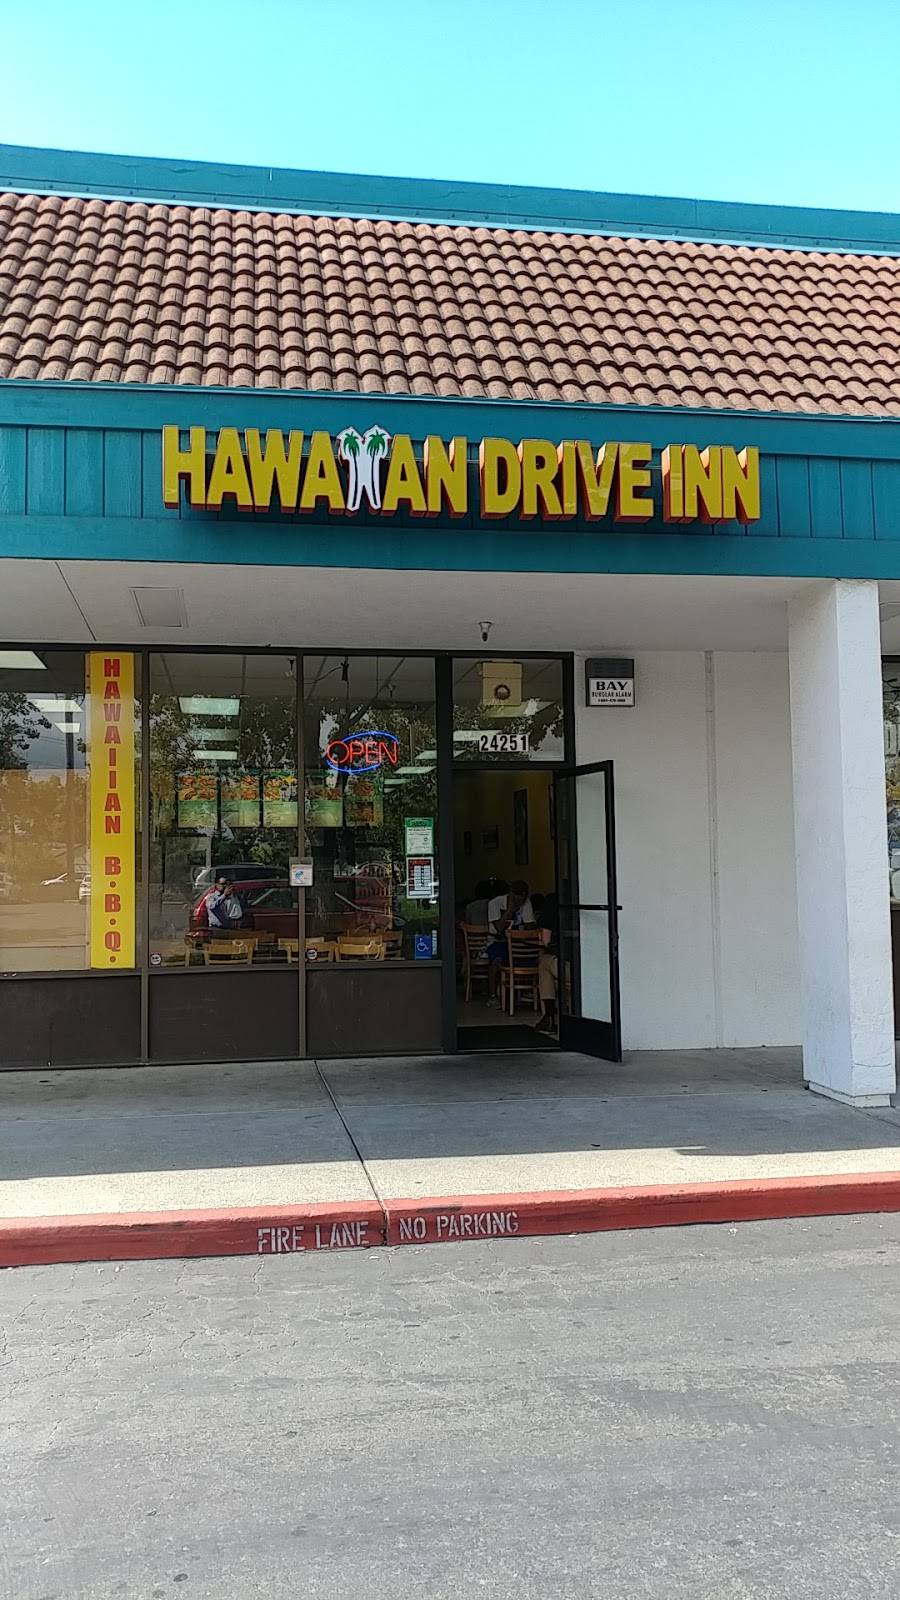 HAWAIIAN DRIVE INN
HAWAIIAN B·B·Q·
OPEN
24251
BAY
BURGLAR ALARM
FIRE LANE NO PARKING